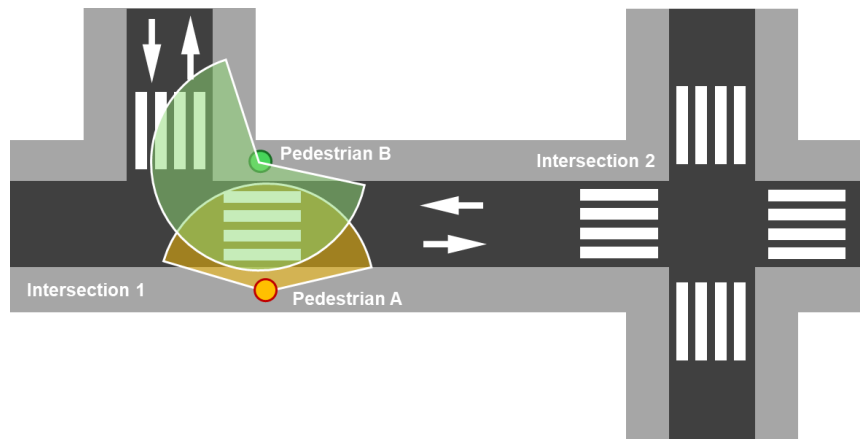 Pedestrian B
Intersection 2
Intersection 1
Pedestrian A